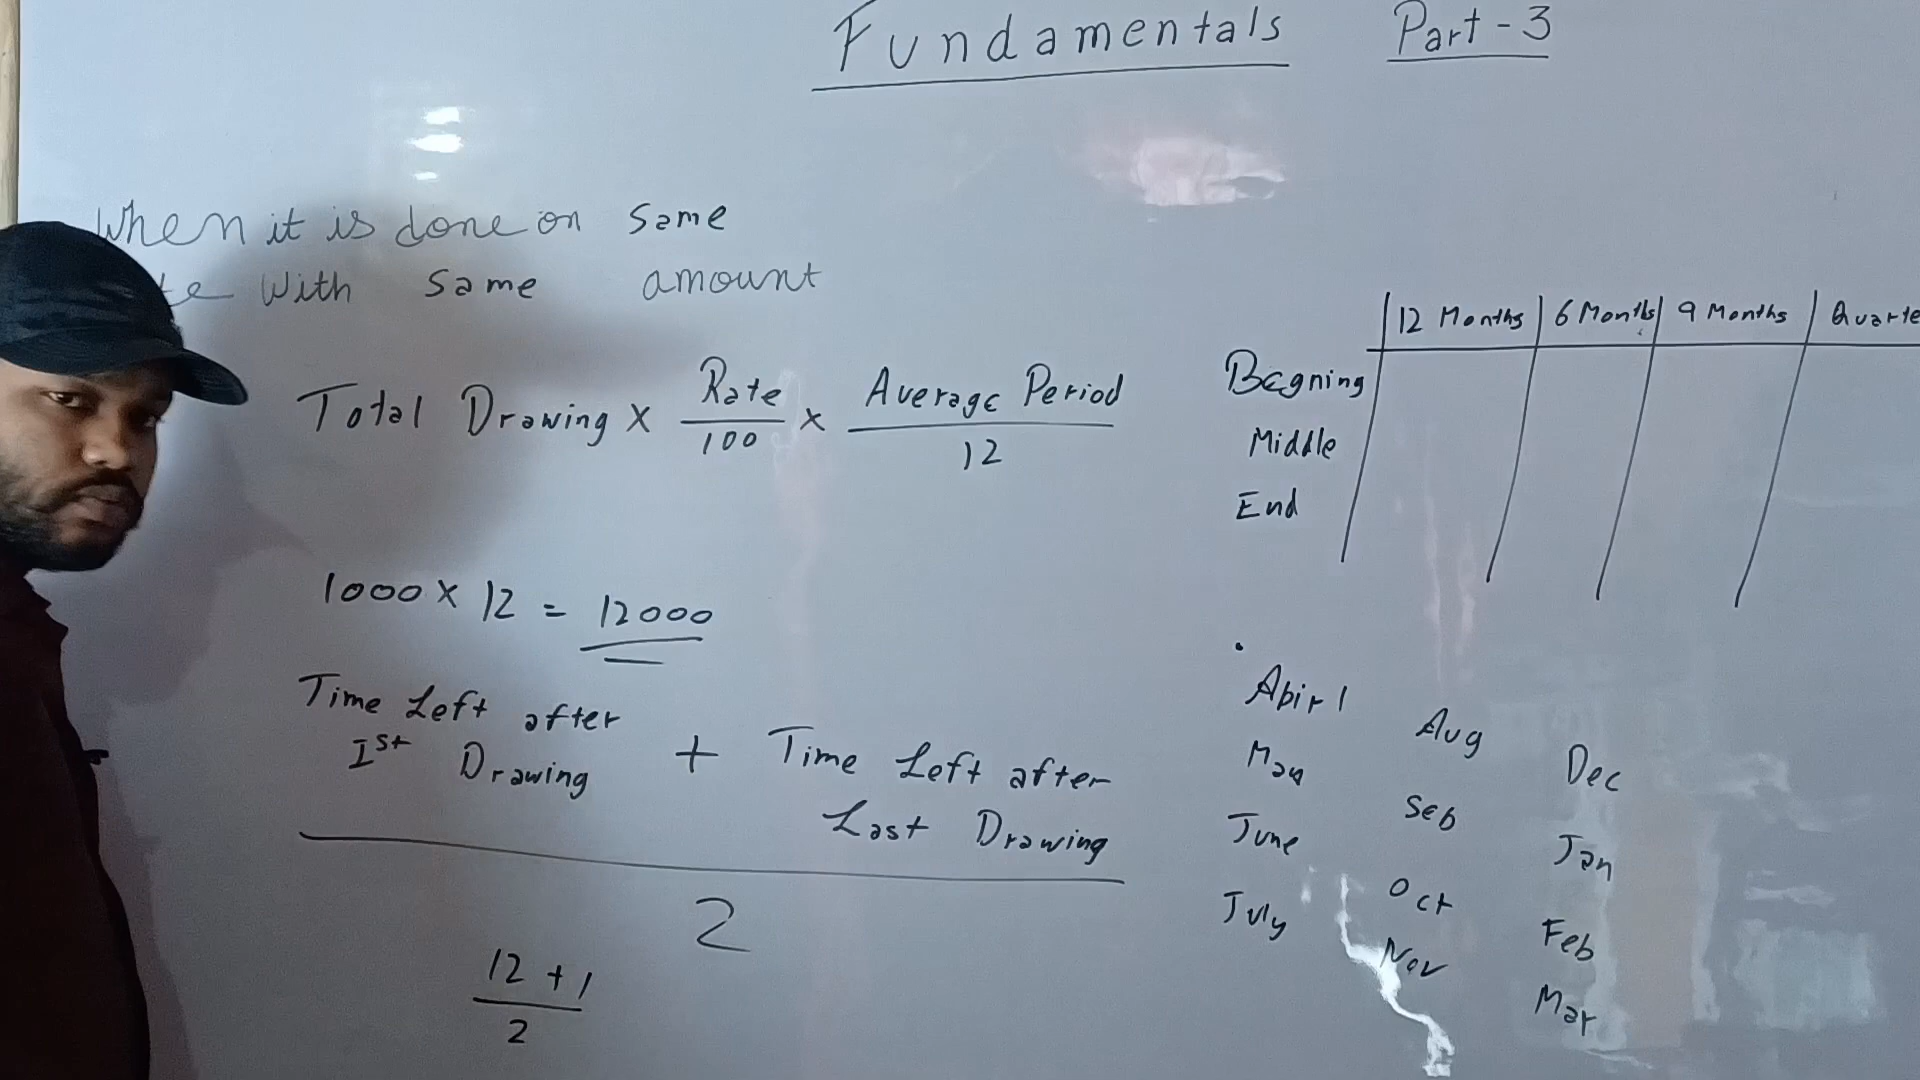 Fundamentals Part-3
When it is done on same
with same amount
Total Drawing x Rate/100 x Average Period/12
1000 x 12 = 12000
Time Left after
Ist Drawing
+ Time Left after
Last Drawing
2
12 + 1
2
12 Months 6 Months 9 Months Quarte
Begning
Middle
End
Abirl
May
June
July
Aug
Seb
Oct
Nov
Dec
Jan
Feb
Mar